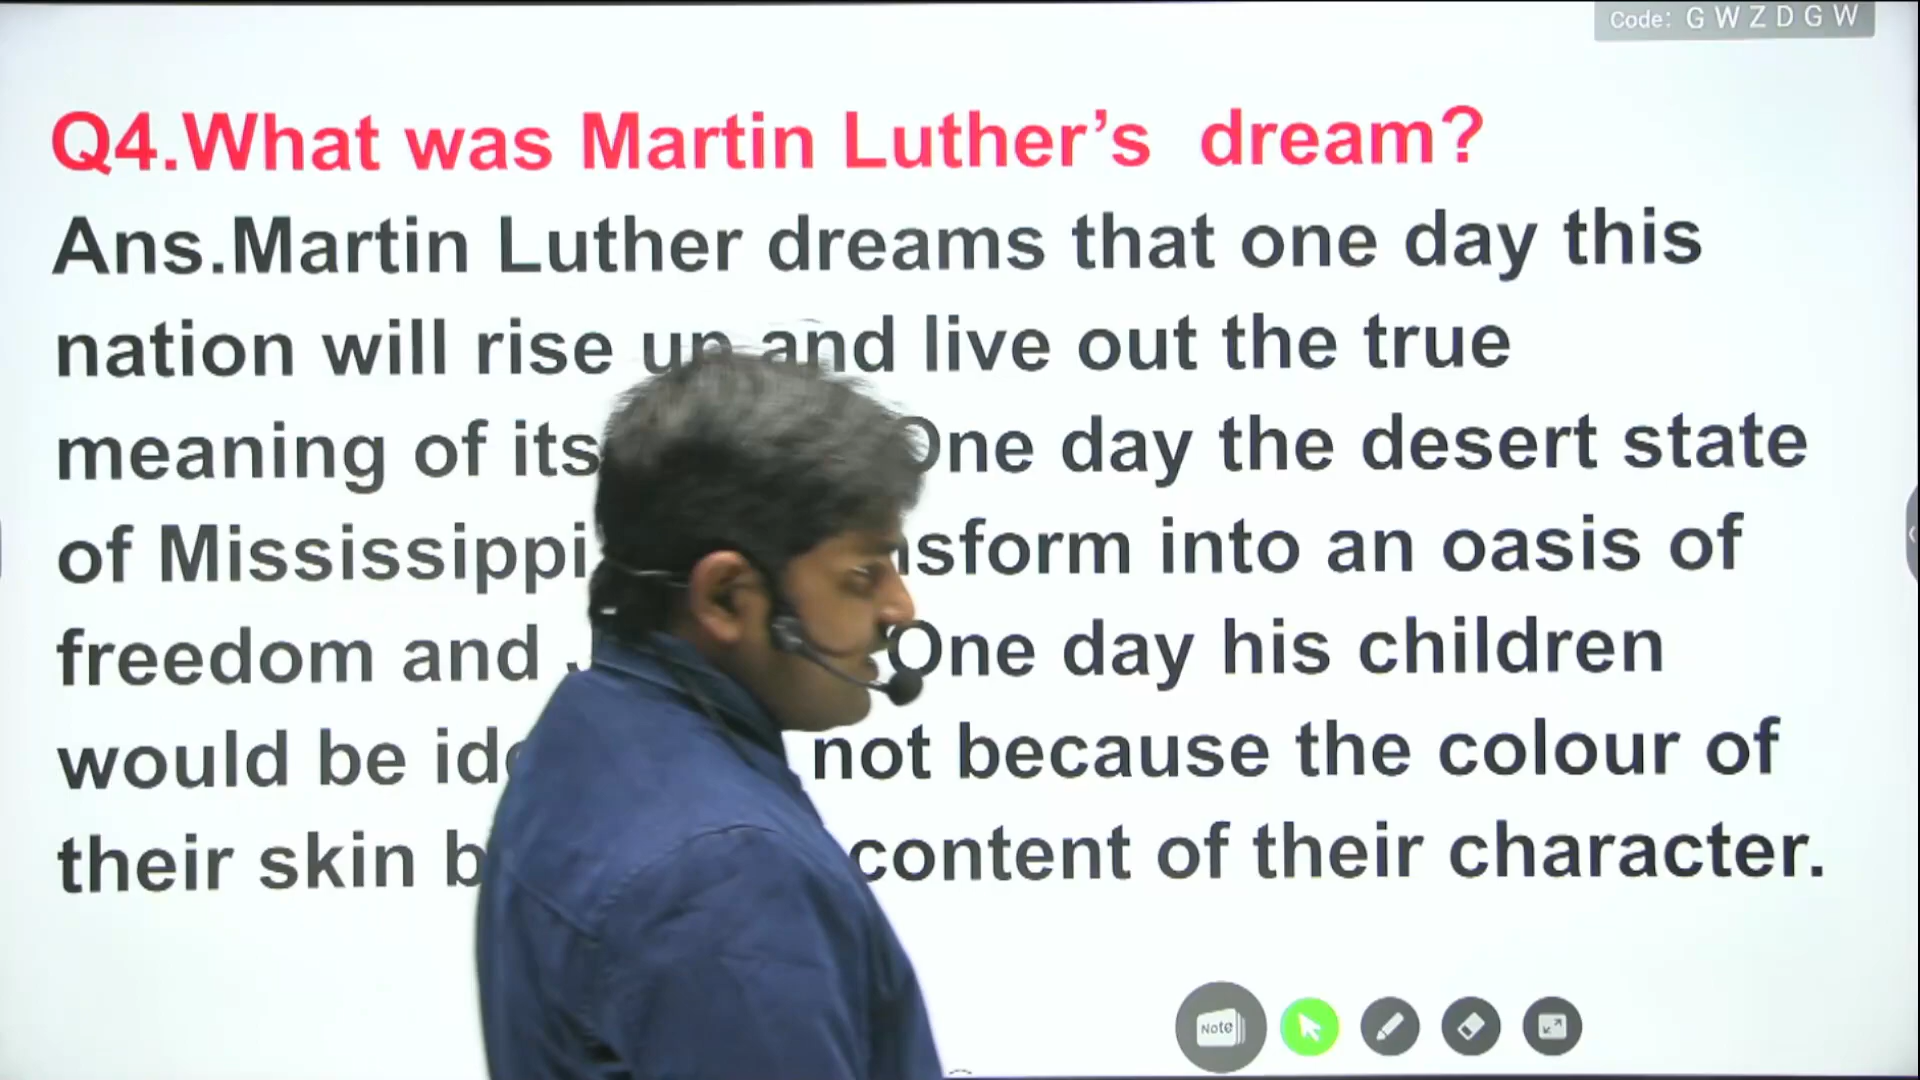 Code: GWZDGW
Q4.What was Martin Luther’s dream?
Ans.Martin Luther dreams that one day this
nation will rise up and live out the true
meaning of its One day the desert state
of Mississippi into an oasis of
freedom and One day his children
would be not because the colour of
their skin content of their character.
Note